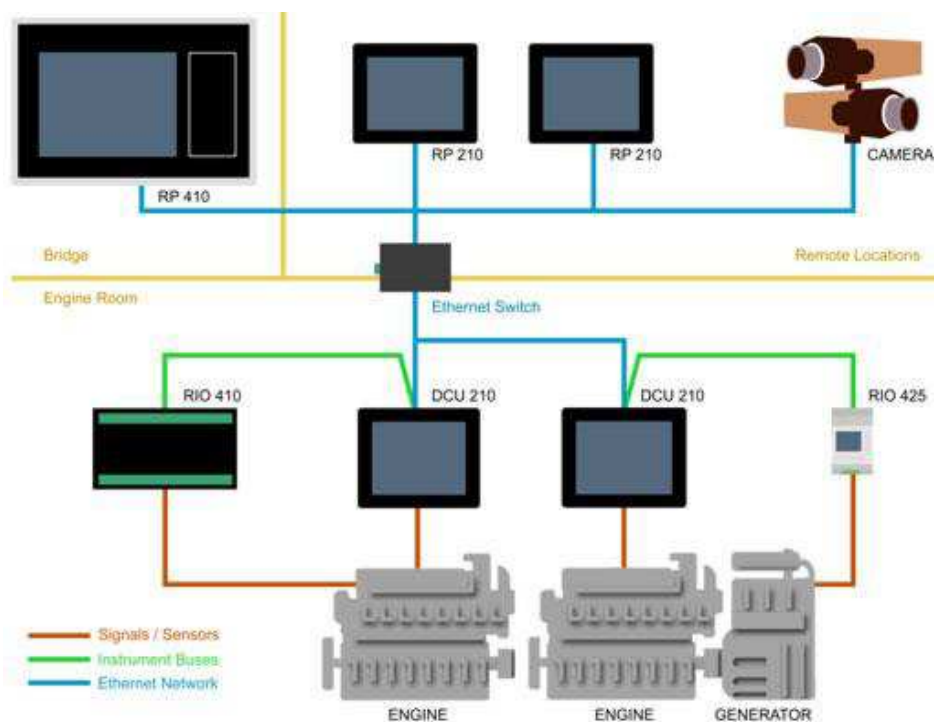 RP 210
RP 210
CAMERA
RP 410
Bridge
Remote Locations
Engine Room
Ethernet Switch
RIO 410
DCU 210
DCU 210
RIO 425
Signals / Sensors
Instrument Buses
Ethernet Network
ENGINE
ENGINE
GENERATOR